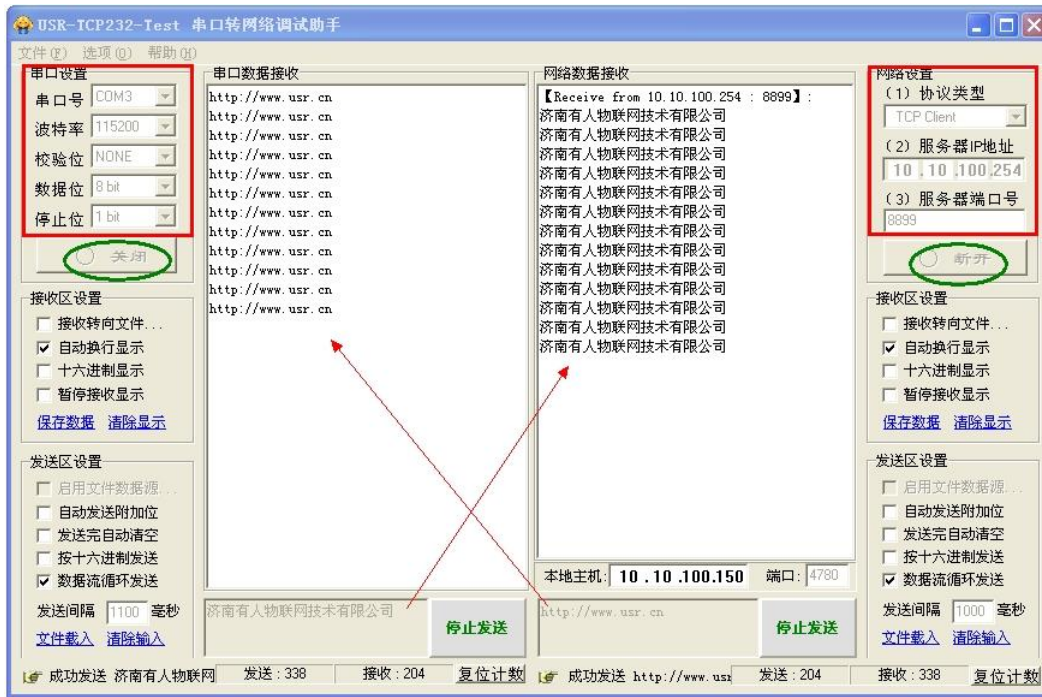 USR-TCP232-Test 串口转网络调试助手
文件(F) 选项(O) 帮助(H)
串口设置
串口号 COM3
波特率 115200
校验位 NONE
数据位 8 bit
停止位 1 bit
关闭
接收区设置
接收转向文件...
自动换行显示
十六进制显示
暂停接收显示
保存数据 清除显示
发送区设置
启用文件数据源...
自动发送附加位
发送完自动清空
按十六进制发送
数据流循环发送
发送间隔 1100 毫秒
文件载入 清除输入
串口数据接收
http://www.usr.cn
http://www.usr.cn
http://www.usr.cn
http://www.usr.cn
http://www.usr.cn
http://www.usr.cn
http://www.usr.cn
http://www.usr.cn
http://www.usr.cn
http://www.usr.cn
http://www.usr.cn
http://www.usr.cn
济南有人物联网技术有限公司
停止发送
网络数据接收
【Receive from 10.10.100.254 : 8899】:
济南有人物联网技术有限公司
济南有人物联网技术有限公司
济南有人物联网技术有限公司
济南有人物联网技术有限公司
济南有人物联网技术有限公司
济南有人物联网技术有限公司
济南有人物联网技术有限公司
济南有人物联网技术有限公司
济南有人物联网技术有限公司
济南有人物联网技术有限公司
济南有人物联网技术有限公司
济南有人物联网技术有限公司
济南有人物联网技术有限公司
本地主机: 10 .10 .100.150 端口: 4780
http://www.usr.cn
停止发送
网络设置
(1) 协议类型
TCP Client
(2) 服务器IP地址
10 .10 .100.254
(3) 服务器端口号
8899
断开
接收区设置
接收转向文件...
自动换行显示
十六进制显示
暂停接收显示
保存数据 清除显示
发送区设置
启用文件数据源...
自动发送附加位
发送完自动清空
按十六进制发送
数据流循环发送
发送间隔 1000 毫秒
文件载入 清除输入
成功发送 济南有人物联网 发送:338 接收:204 复位计数
成功发送 http://www.usr 发送:204 接收:338 复位计数